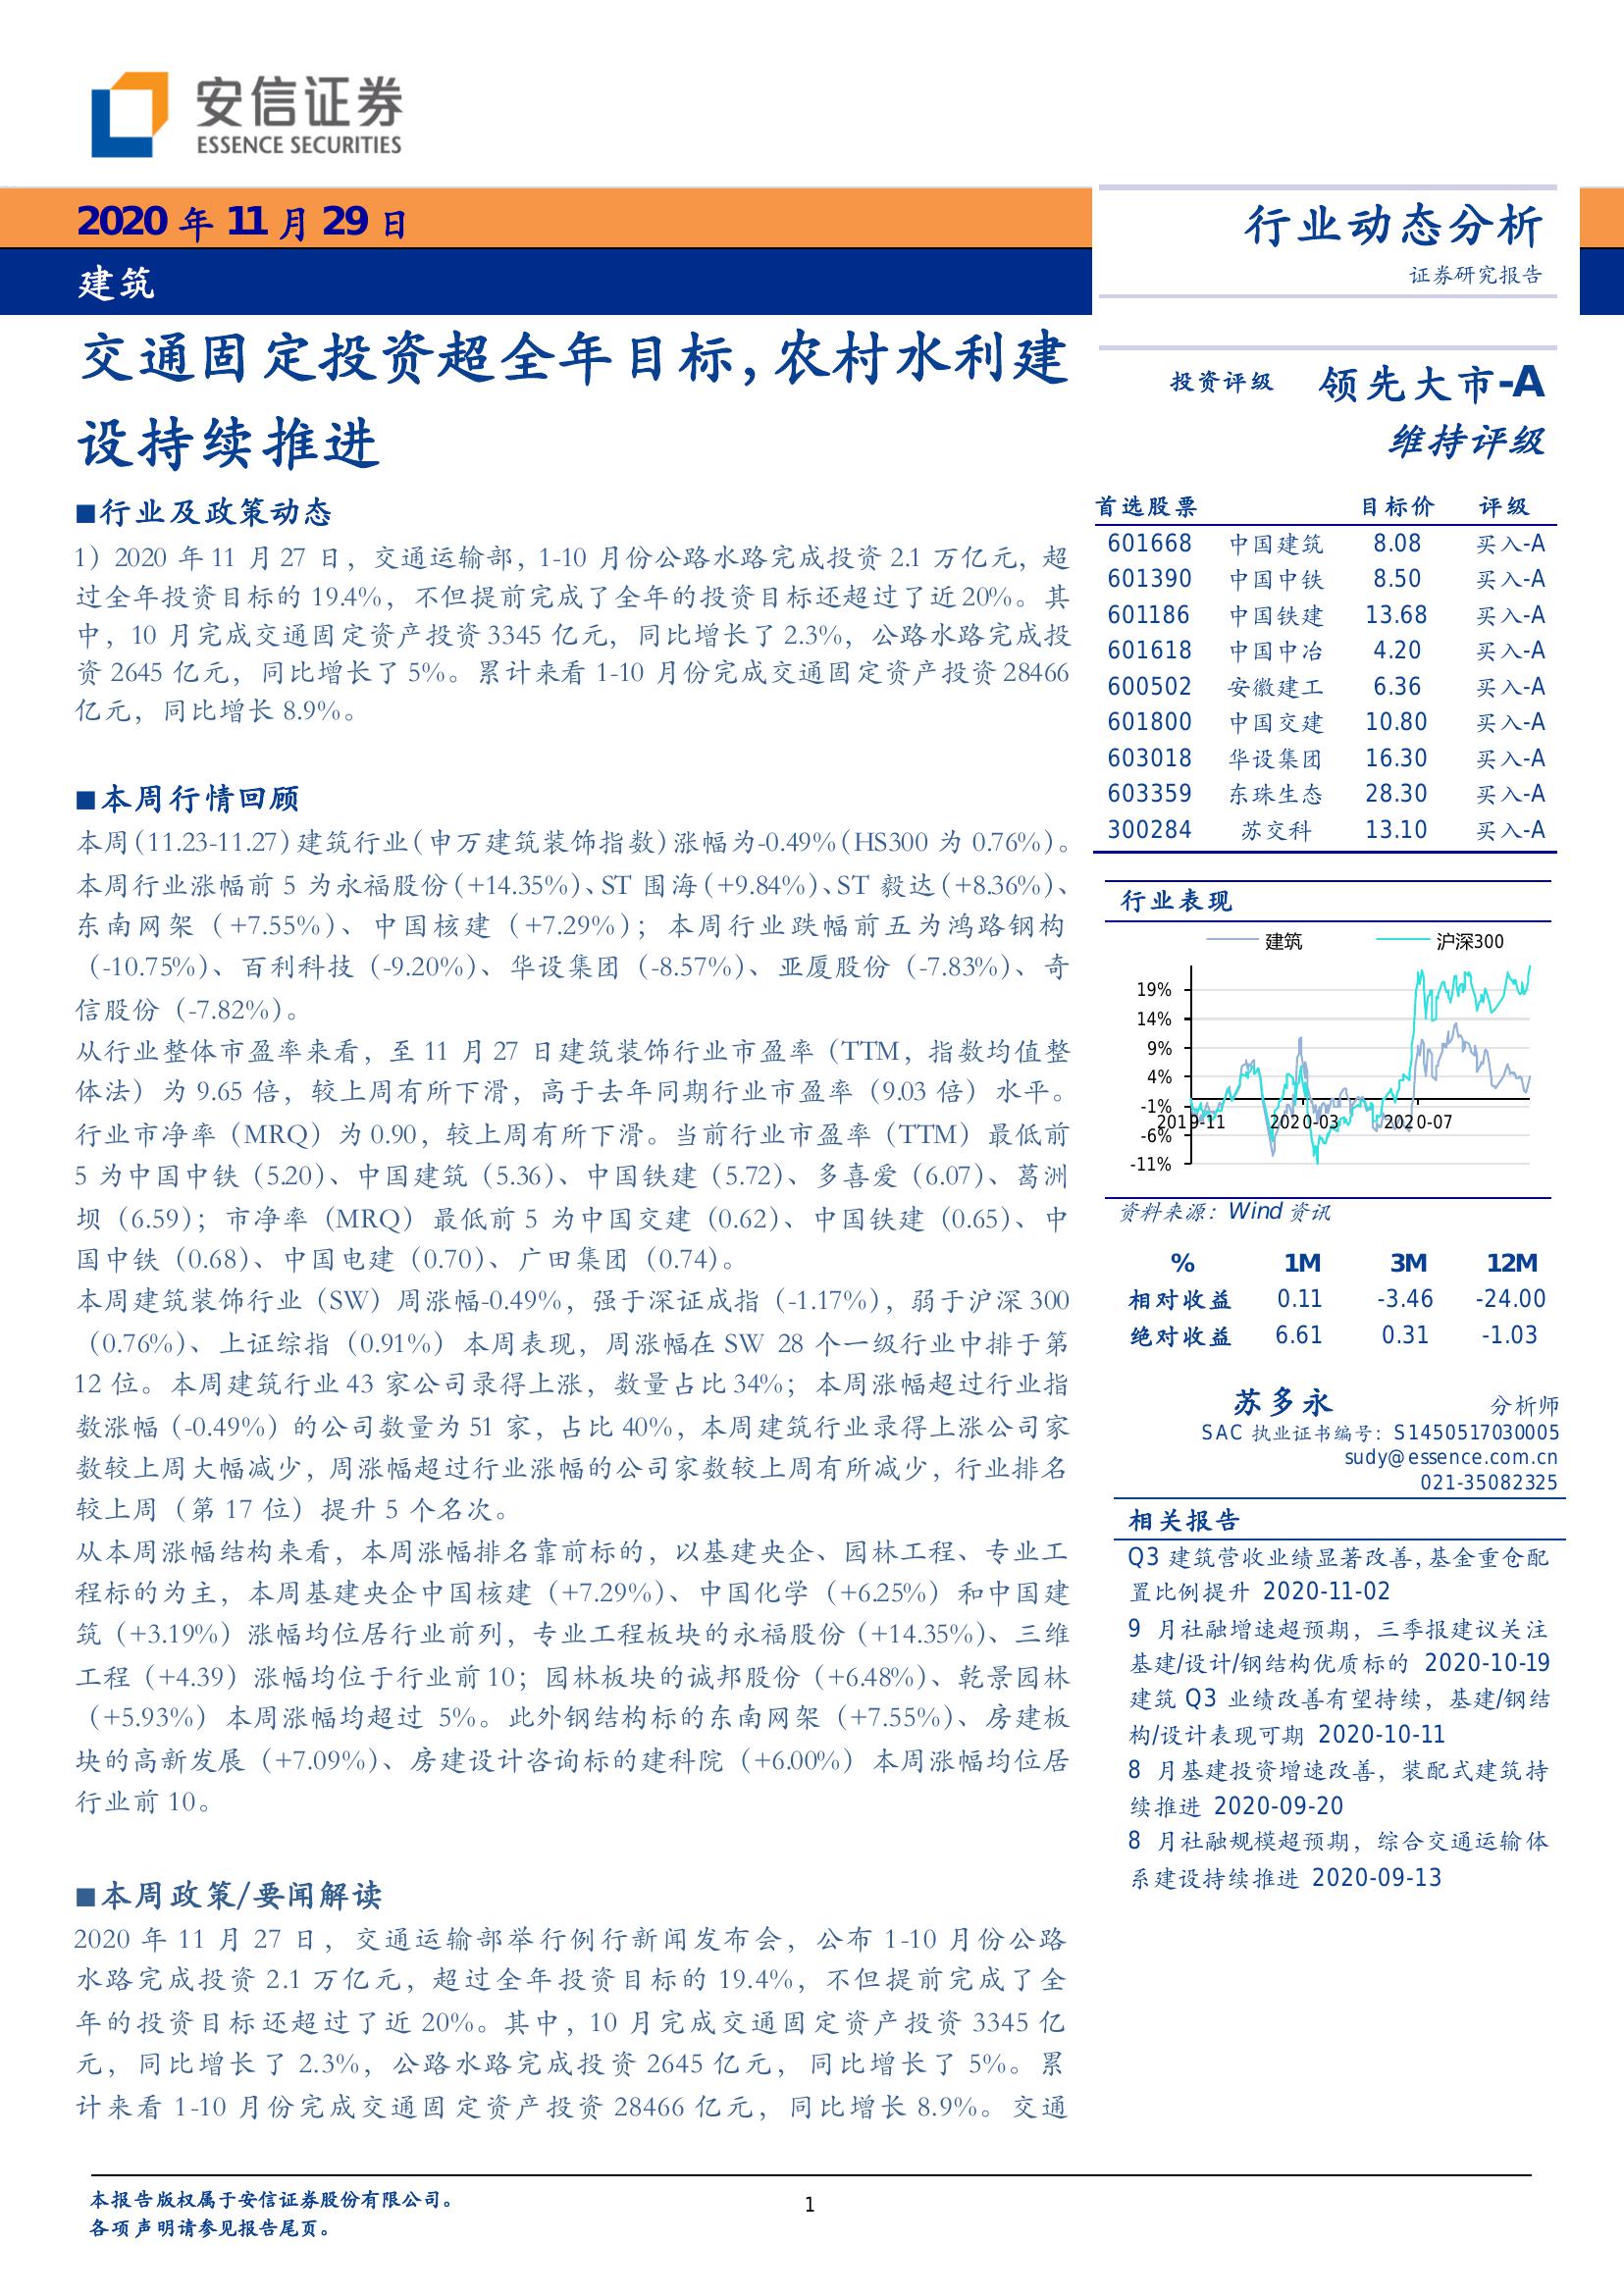 安信证券
ESSENCE SECURITIES
2020 年 11 月 29 日
建筑
行业动态分析
证券研究报告
交通固定投资超全年目标，农村水利建
设持续推进
■行业及政策动态
1）2020 年 11 月 27 日，交通运输部，1-10 月份公路水路完成投资 2.1 万亿元，超
过全年投资目标的 19.4%，不但提前完成了全年的投资目标还超过了近 20%。其
中，10 月完成交通固定资产投资 3345 亿元，同比增长了 2.3%，公路水路完成投
资 2645 亿元，同比增长了 5%。累计来看 1-10 月份完成交通固定资产投资 28466
亿元，同比增长 8.9%。
■本周行情回顾
本周（11.23-11.27）建筑行业（申万建筑装饰指数）涨幅为-0.49%（HS300 为 0.76%）。
本周行业涨幅前 5 为永福股份（+14.35%）、ST 围海（+9.84%）、ST 毅达（+8.36%）、
东南网架（+7.55%）、中国核建（+7.29%）；本周行业跌幅前五为鸿路钢构
（-10.75%）、百利科技（-9.20%）、华设集团（-8.57%）、亚厦股份（-7.83%）、奇
信股份（-7.82%）。
从行业整体市盈率来看，至 11 月 27 日建筑装饰行业市盈率（TTM，指数均值整
体法）为 9.65 倍，较上周有所下滑，高于去年同期行业市盈率（9.03 倍）水平。
行业市净率（MRQ）为 0.90，较上周有所下滑。当前行业市盈率（TTM）最低前
5 为中国中铁（5.20）、中国建筑（5.36）、中国铁建（5.72）、多喜爱（6.07）、葛洲
坝（6.59）；市净率（MRQ）最低前 5 为中国交建（0.62）、中国铁建（0.65）、中
国中铁（0.68）、中国电建（0.70）、广田集团（0.74）。
本周建筑装饰行业（SW）周涨幅-0.49%，强于深证成指（-1.17%），弱于沪深 300
（0.76%）、上证综指（0.91%）本周表现，周涨幅在 SW 28 个一级行业中排于第
12 位。本周建筑行业 43 家公司录得上涨，数量占比 34%；本周涨幅超过行业指
数涨幅（-0.49%）的公司数量为 51 家，占比 40%，本周建筑行业录得上涨公司家
数较上周大幅减少，周涨幅超过行业涨幅的公司家数较上周有所减少，行业排名
较上周（第 17 位）提升 5 个名次。
从本周涨幅结构来看，本周涨幅排名靠前标的，以基建央企、园林工程、专业工
程标的为主，本周基建央企中国核建（+7.29%）、中国化学（+6.25%）和中国建
筑（+3.19%）涨幅均位居行业前列，专业工程板块的永福股份（+14.35%）、三维
工程（+4.39）涨幅均位于行业前 10；园林板块的诚邦股份（+6.48%）、乾景园林
（+5.93%）本周涨幅均超过 5%。此外钢结构标的东南网架（+7.55%）、房建板
块的高新发展（+7.09%）、房建设计咨询标的建科院（+6.00%）本周涨幅均位居
行业前 10。
■本周政策/要闻解读
2020 年 11 月 27 日，交通运输部举行例行新闻发布会，公布 1-10 月份公路
水路完成投资 2.1 万亿元，超过全年投资目标的 19.4%，不但提前完成了全
年的投资目标还超过了近 20%。其中，10 月完成交通固定资产投资 3345 亿
元，同比增长了 2.3%，公路水路完成投资 2645 亿元，同比增长了 5%。累
计来看 1-10 月份完成交通固定资产投资 28466 亿元，同比增长 8.9%。交通
投资评级 领先大市-A
维持评级
首选股票 目标价 评级
601668 中国建筑 8.08 买入-A
601390 中国中铁 8.50 买入-A
601186 中国铁建 13.68 买入-A
601618 中国中冶 4.20 买入-A
600502 安徽建工 6.36 买入-A
601800 中国交建 10.80 买入-A
603018 华设集团 16.30 买入-A
603359 东珠生态 28.30 买入-A
300284 苏交科 13.10 买入-A
行业表现
建筑 沪深300
19%
14%
9%
4%
-1%
2019-11 2020-03 2020-07
-6%
-11%
资料来源：Wind 资讯
% 1M 3M 12M
相对收益 0.11 -3.46 -24.00
绝对收益 6.61 0.31 -1.03
苏多永 分析师
SAC 执业证书编号：S1450517030005
sudy@essence.com.cn
021-35082325
相关报告
Q3 建筑营收业绩显著改善，基金重仓配
置比例提升 2020-11-02
9 月社融增速超预期，三季报建议关注
基建/设计/钢结构优质标的 2020-10-19
建筑 Q3 业绩改善有望持续，基建/钢结
构/设计表现可期 2020-10-11
8 月基建投资增速改善，装配式建筑持
续推进 2020-09-20
8 月社融规模超预期，综合交通运输体
系建设持续推进 2020-09-13
本报告版权属于安信证券股份有限公司。
各项声明请参见报告尾页。
1